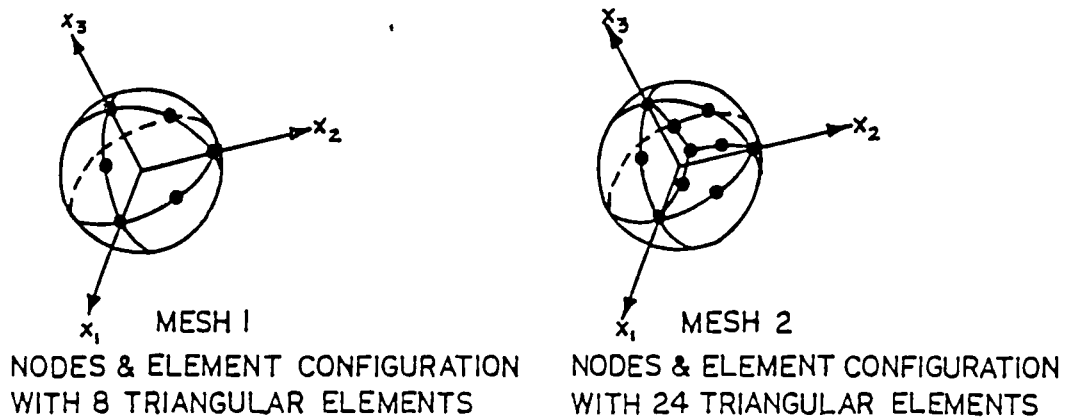 x₃
x₂
x₁
MESH 1
NODES & ELEMENT CONFIGURATION
WITH 8 TRIANGULAR ELEMENTS
x₃
x₂
x₁
MESH 2
NODES & ELEMENT CONFIGURATION
WITH 24 TRIANGULAR ELEMENTS